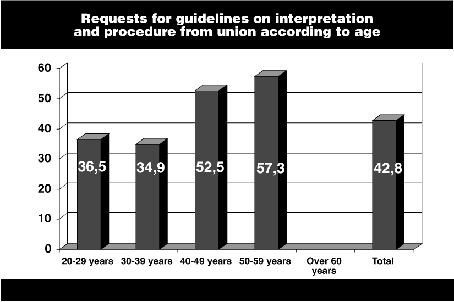 Requests for guidelines on interpretation
and procedure from union according to age
60
50
40
30
20
10
0
36,5
34,9
52,5
57,3
42,8
20-29 years
30-39 years
40-49 years
50-59 years
Over 60
years
Total